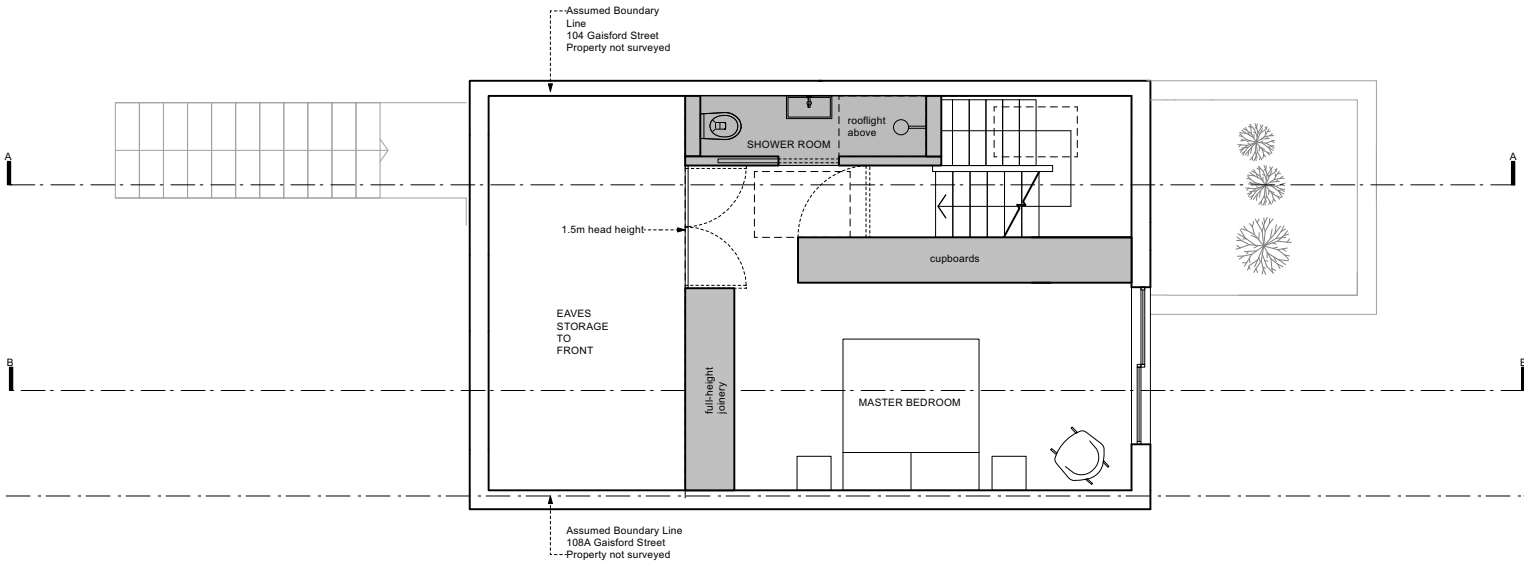 Assumed Boundary
Line
104 Gaisford Street
Property not surveyed
A
A
rooflight
above
SHOWER ROOM
1.5m head height
cupboards
EAVES
STORAGE
TO
FRONT
B
full-height
joinery
MASTER BEDROOM
Assumed Boundary Line
108A Gaisford Street
Property not surveyed